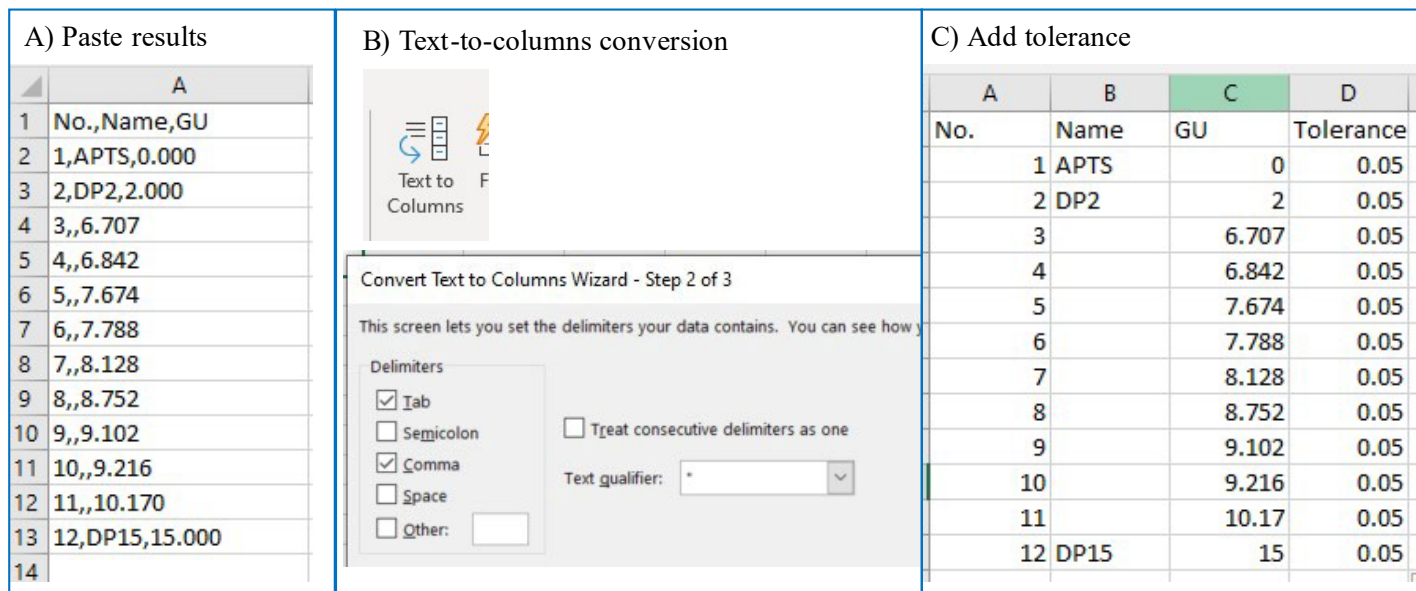 A) Paste results
A
1 No.,Name,GU
2 1,APTS,0.000
3 2,DP2,2.000
4 3,,6.707
5 4,,6.842
6 5,,7.674
7 6,,7.788
8 7,,8.128
9 8,,8.752
10 9,,9.102
11 10,,9.216
12 11,,10.170
13 12,DP15,15.000
14
B) Text-to-columns conversion
Text to F
Columns
Convert Text to Columns Wizard - Step 2 of 3
This screen lets you set the delimiters your data contains. You can see how
Delimiters
Tab
Semicolon
Comma
Space
Other:
Treat consecutive delimiters as one
Text qualifier: "
C) Add tolerance
A B C D
No. Name GU Tolerance
1 APTS 0 0.05
2 DP2 2 0.05
3 6.707 0.05
4 6.842 0.05
5 7.674 0.05
6 7.788 0.05
7 8.128 0.05
8 8.752 0.05
9 9.102 0.05
10 9.216 0.05
11 10.17 0.05
12 DP15 15 0.05